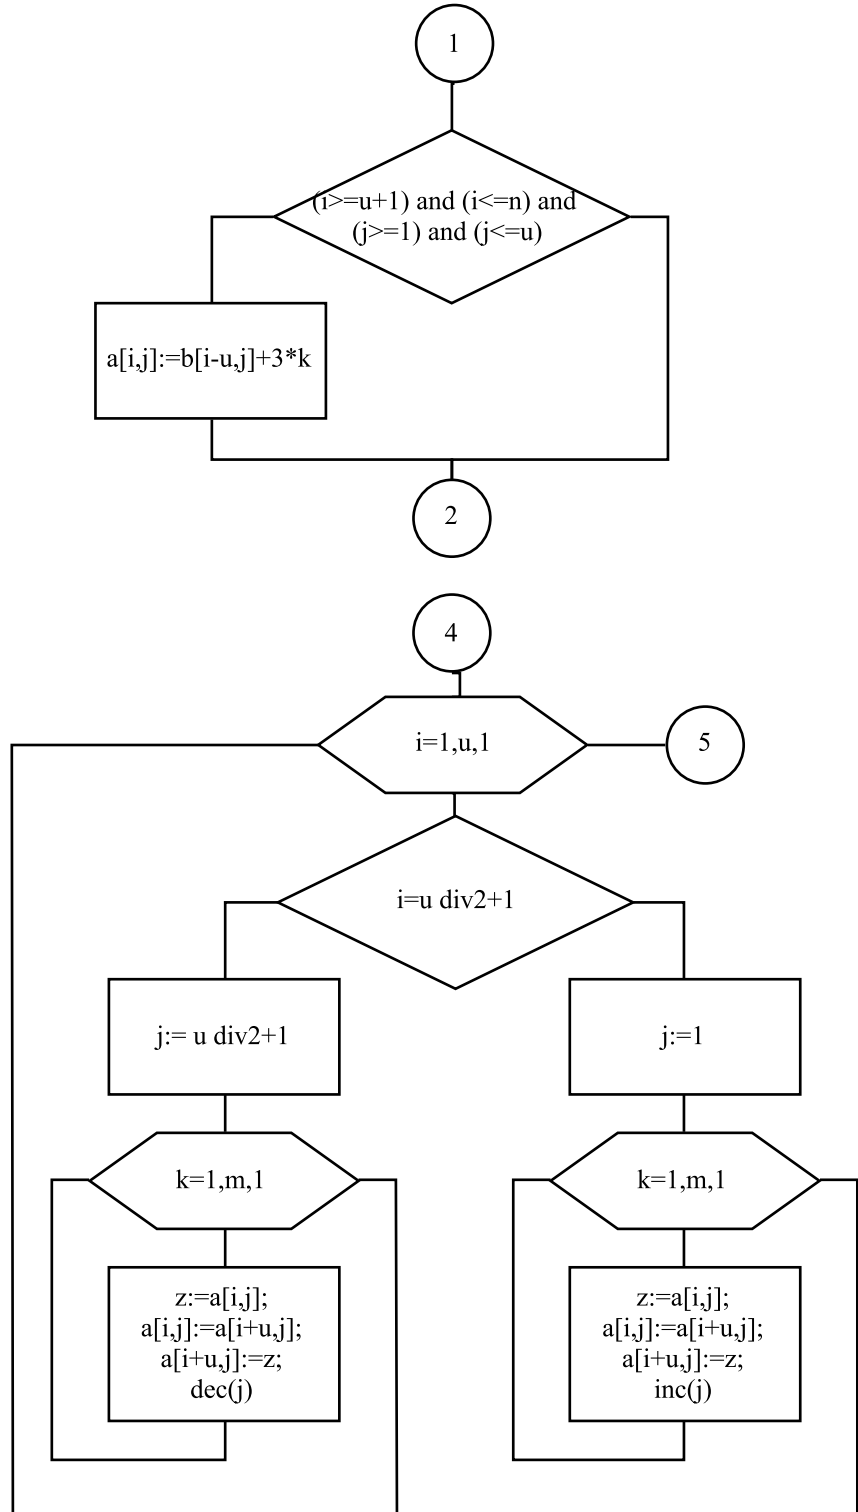 1
(i>=u+1) and (i<=n) and
(j>=1) and (j<=u)
a[i,j]:=b[i-u,j]+3*k
2
4
i=1,u,1
5
i=u div2+1
j:= u div2+1
j:=1
k=1,m,1
k=1,m,1
z:=a[i,j];
a[i,j]:=a[i+u,j];
a[i+u,j]:=z;
dec(j)
z:=a[i,j];
a[i,j]:=a[i+u,j];
a[i+u,j]:=z;
inc(j)